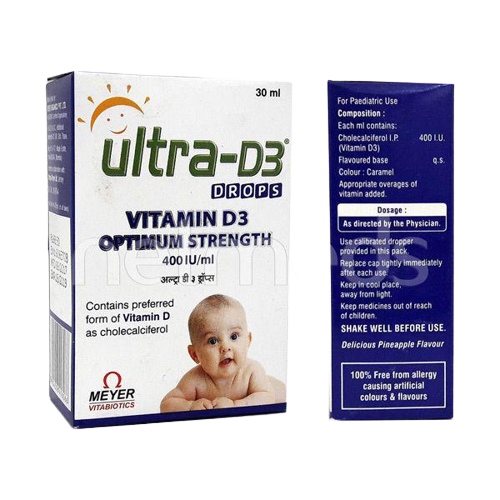 30 ml
ultra-D3®
DROPS
VITAMIN D3
OPTIMUM STRENGTH
400 IU/ml
अल्ट्रा डी ३ ड्रॉप्स
Contains preferred
form of Vitamin D
as cholecalciferol
MEYER
VITABIOTICS
netmeds
For Paediatric Use
Composition :
Each ml contains:
Cholecalciferol I.P. 400 I.U.
(Vitamin D3)
Flavoured base q.s.
Colour : Caramel
Appropriate overages of
vitamin added.
Dosage :
As directed by the Physician.
Use calibrated dropper
provided in this pack.
Replace cap tightly immediately
after each use.
Keep in cool place,
away from light.
Keep medicines out of reach
of children.
SHAKE WELL BEFORE USE.
Delicious Pineapple Flavour
100% Free from allergy
causing artificial
colours & flavours